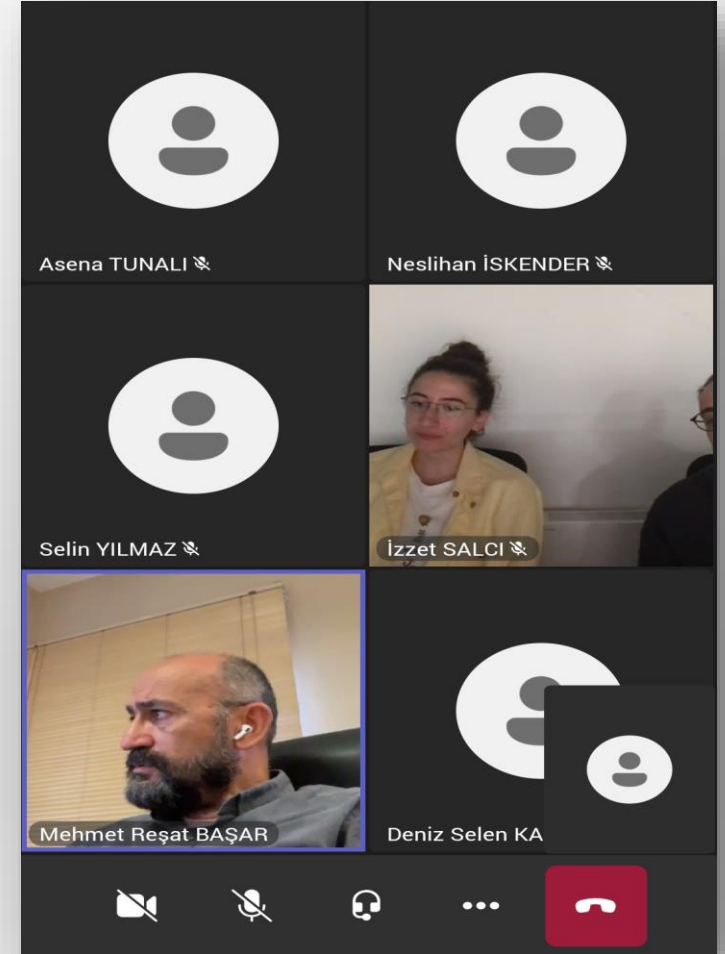 Asena TUNALI
Neslihan İSKENDER
Selin YILMAZ
İzzet SALCI
Mehmet Reşat BAŞAR
Deniz Selen KA